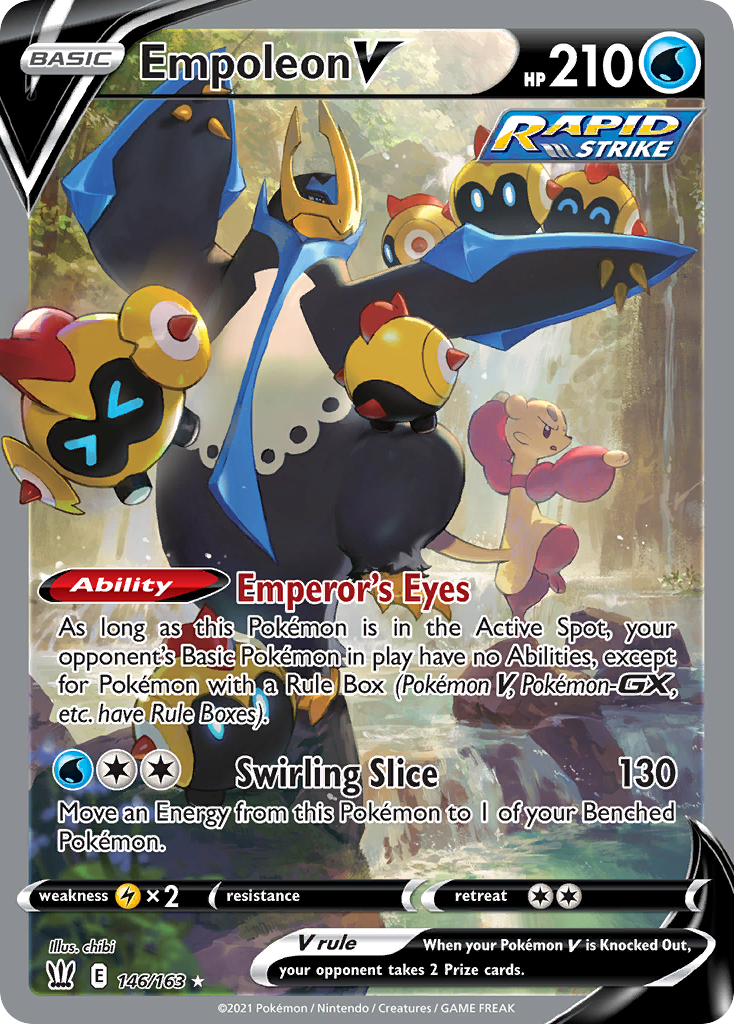 BASIC
Empoleon V
HP 210
RAPID
STRIKE
Ability Emperor's Eyes
As long as this Pokémon is in the Active Spot, your
opponent's Basic Pokémon in play have no Abilities, except
for Pokémon with a Rule Box (Pokémon V, Pokémon-GX,
etc. have Rule Boxes).
Swirling Slice 130
Move an Energy from this Pokémon to 1 of your Benched
Pokémon.
weakness ×2 resistance retreat
Illus. chibi
V rule When your Pokémon V is Knocked Out,
your opponent takes 2 Prize cards.
E 146/163 ★
©2021 Pokémon / Nintendo / Creatures / GAME FREAK